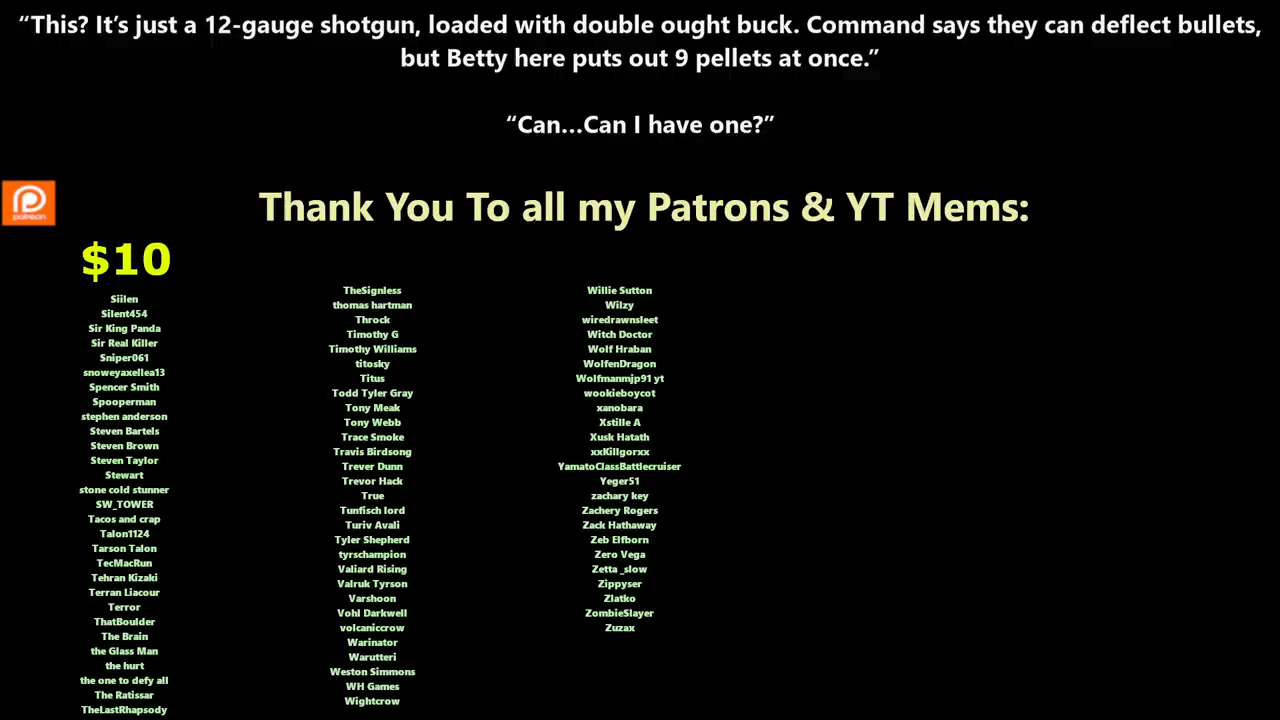 “This? It’s just a 12-gauge shotgun, loaded with double ought buck. Command says they can deflect bullets,
but Betty here puts out 9 pellets at once.”
“Can…Can I have one?”
patreon
Thank You To all my Patrons & YT Mems:
$10
Siilen
Silent454
Sir King Panda
Sir Real Killer
Sniper061
snoweyaxellea13
Spencer Smith
Spooperman
stephen anderson
Steven Bartels
Steven Brown
Steven Taylor
Stewart
stone cold stunner
SW_TOWER
Tacos and crap
Talon1124
Tarson Talon
TecMacRun
Tehran Kizaki
Terran Liacour
Terror
ThatBoulder
The Brain
the Glass Man
the hurt
the one to defy all
The Ratissar
TheLastRhapsody
TheSignless
thomas hartman
Throck
Timothy G
Timothy Williams
titosky
Titus
Todd Tyler Gray
Tony Meak
Tony Webb
Trace Smoke
Travis Birdsong
Trever Dunn
Trevor Hack
True
Tunfisch lord
Turiv Avali
Tyler Shepherd
tyrschampion
Valiard Rising
Valruk Tyrson
Varshoon
Vohl Darkwell
volcaniccrow
Warinator
Warutteri
Weston Simmons
WH Games
Wightcrow
Willie Sutton
Wilzy
wiredrawnsleet
Witch Doctor
Wolf Hraban
WolfenDragon
Wolfmanmjp91 yt
wookieboycot
xanobara
Xstille A
Xusk Hatath
xxKillgorxx
YamatoClassBattlecruiser
Yeger51
zachary key
Zachery Rogers
Zack Hathaway
Zeb Elfborn
Zero Vega
Zetta _slow
Zippyser
Zlatko
ZombieSlayer
Zuzax